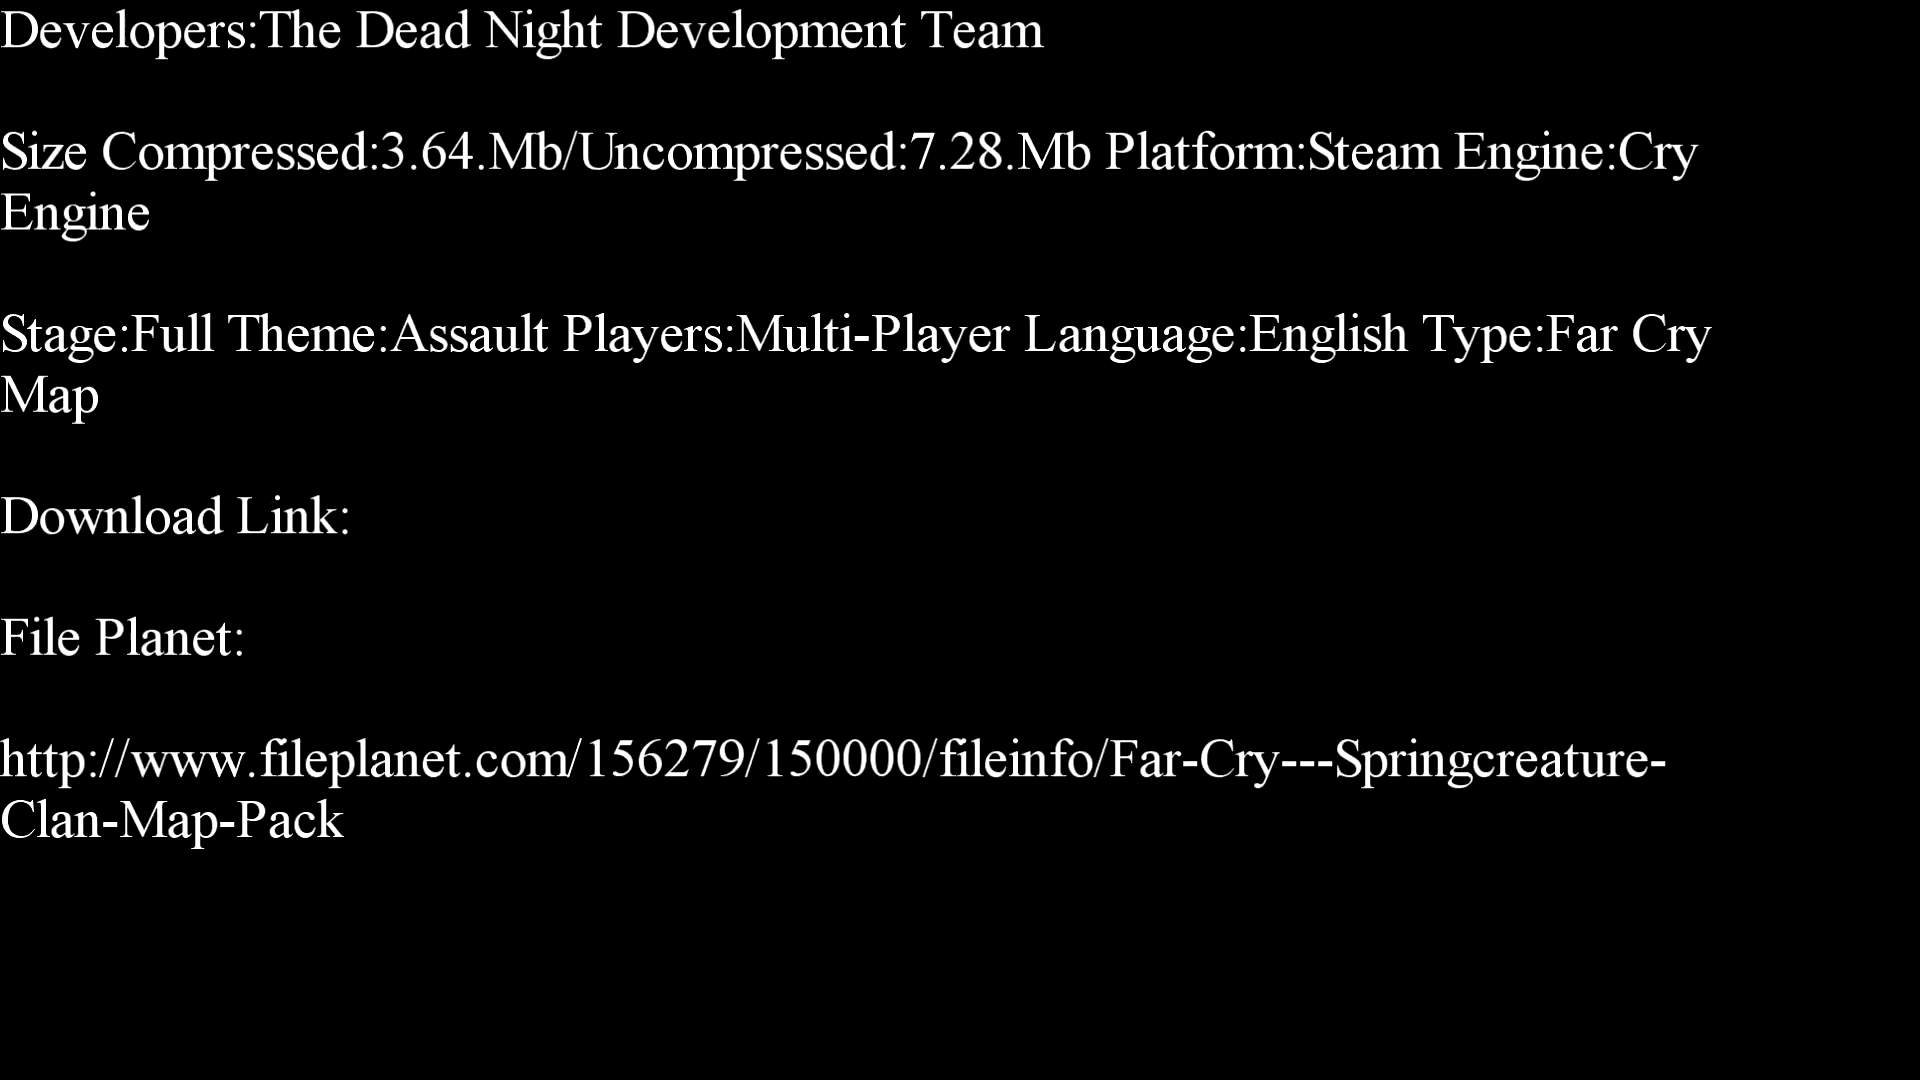 Developers:The Dead Night Development Team
Size Compressed:3.64.Mb/Uncompressed:7.28.Mb Platform:Steam Engine:Cry
Engine
Stage:Full Theme:Assault Players:Multi-Player Language:English Type:Far Cry
Map
Download Link:
File Planet:
http://www.fileplanet.com/156279/150000/fileinfo/Far-Cry---Springcreature-
Clan-Map-Pack